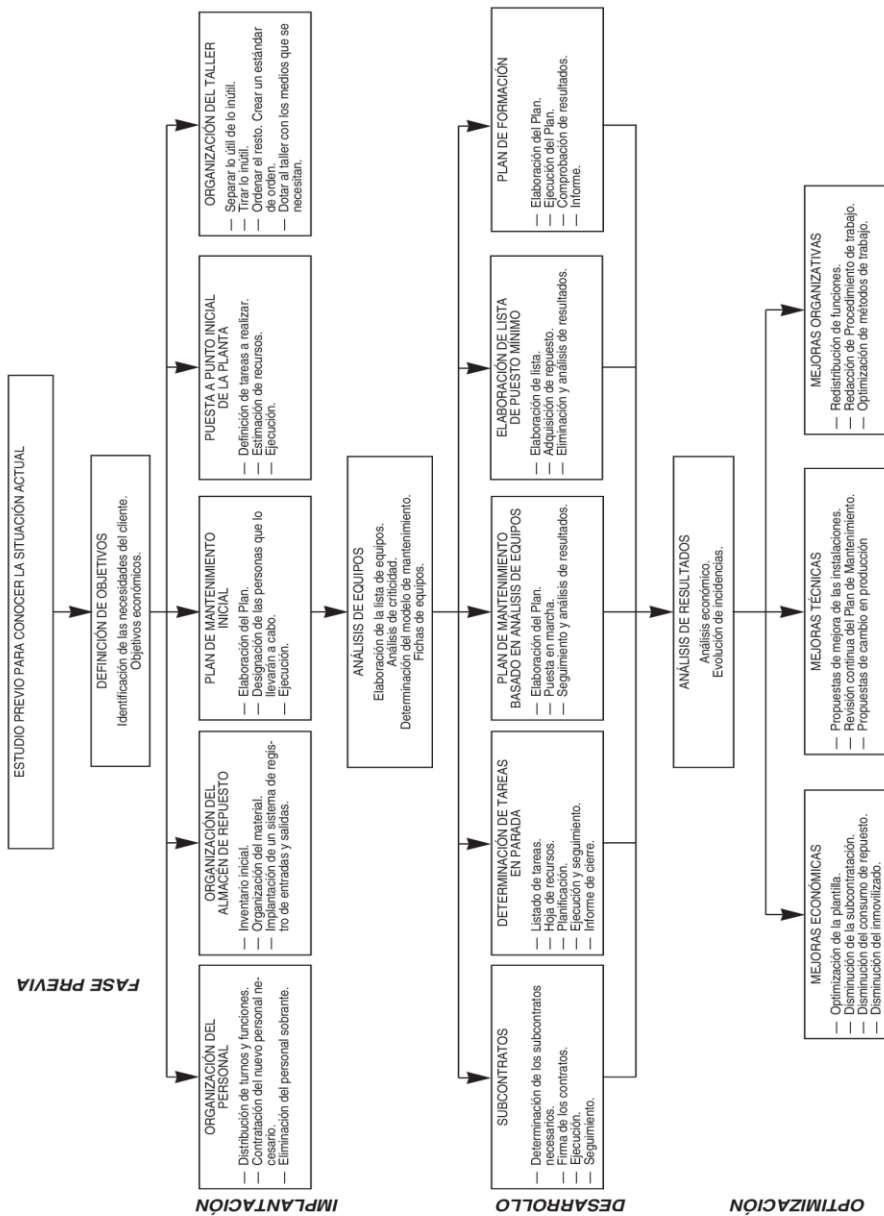 FASE PREVIA
ESTUDIO PREVIO PARA CONOCER LA SITUACIÓN ACTUAL
DEFINICIÓN DE OBJETIVOS
Identificación de las necesidades del cliente.
Objetivos económicos.
IMPLANTACIÓN
ORGANIZACIÓN DEL
PERSONAL
— Distribución de turnos y funciones.
— Contratación del nuevo personal ne-
cesario.
— Eliminación del personal sobrante.
ORGANIZACIÓN DEL
ALMACÉN DE REPUESTO
— Inventario inicial.
— Organización del material.
— Implantación de un sistema de regis-
tro de entradas y salidas.
PLAN DE MANTENIMIENTO
INICIAL
— Elaboración del Plan.
— Designación de las personas que lo
llevarán a cabo.
— Ejecución.
PUESTA A PUNTO INICIAL
DE LA PLANTA
— Definición de tareas a realizar.
— Estimación de recursos.
— Ejecución.
ORGANIZACIÓN DEL TALLER
— Separar lo útil de lo inútil.
— Tirar lo inútil.
— Ordenar el resto. Crear un estándar
de orden.
— Dotar al taller con los medios que se
necesitan.
ANÁLISIS DE EQUIPOS
Elaboración de la lista de equipos.
Análisis de criticidad.
Determinación del modelo de mantenimiento.
Fichas de equipos.
DESARROLLO
SUBCONTRATOS
— Determinación de los subcontratos
necesarios.
— Firma de los contratos.
— Ejecución.
— Seguimiento.
DETERMINACIÓN DE TAREAS
EN PARADA
— Listado de tareas.
— Hoja de recursos.
— Planificación.
— Ejecución y seguimiento.
— Informe de cierre.
PLAN DE MANTENIMIENTO
BASADO EN ANÁLISIS DE EQUIPOS
— Elaboración del Plan.
— Puesta en marcha.
— Seguimiento y análisis de resultados.
ELABORACIÓN DE LISTA
DE PUESTO MÍNIMO
— Elaboración de lista.
— Adquisición de repuesto.
— Eliminación y análisis de resultados.
PLAN DE FORMACIÓN
— Elaboración del Plan.
— Ejecución del Plan.
— Comprobación de resultados.
— Informe.
ANÁLISIS DE RESULTADOS
Análisis económico.
Evolución de incidencias.
OPTIMIZACIÓN
MEJORAS ECONÓMICAS
— Optimización de la plantilla.
— Disminución de la subcontratación.
— Disminución del consumo de repuesto.
— Disminución del inmovilizado.
MEJORAS TÉCNICAS
— Propuestas de mejora de las instalaciones.
— Revisión continua del Plan de Mantenimiento.
— Propuestas de cambio en producción
MEJORAS ORGANIZATIVAS
— Redistribución de funciones.
— Redacción de Procedimiento de trabajo.
— Optimización de métodos de trabajo.